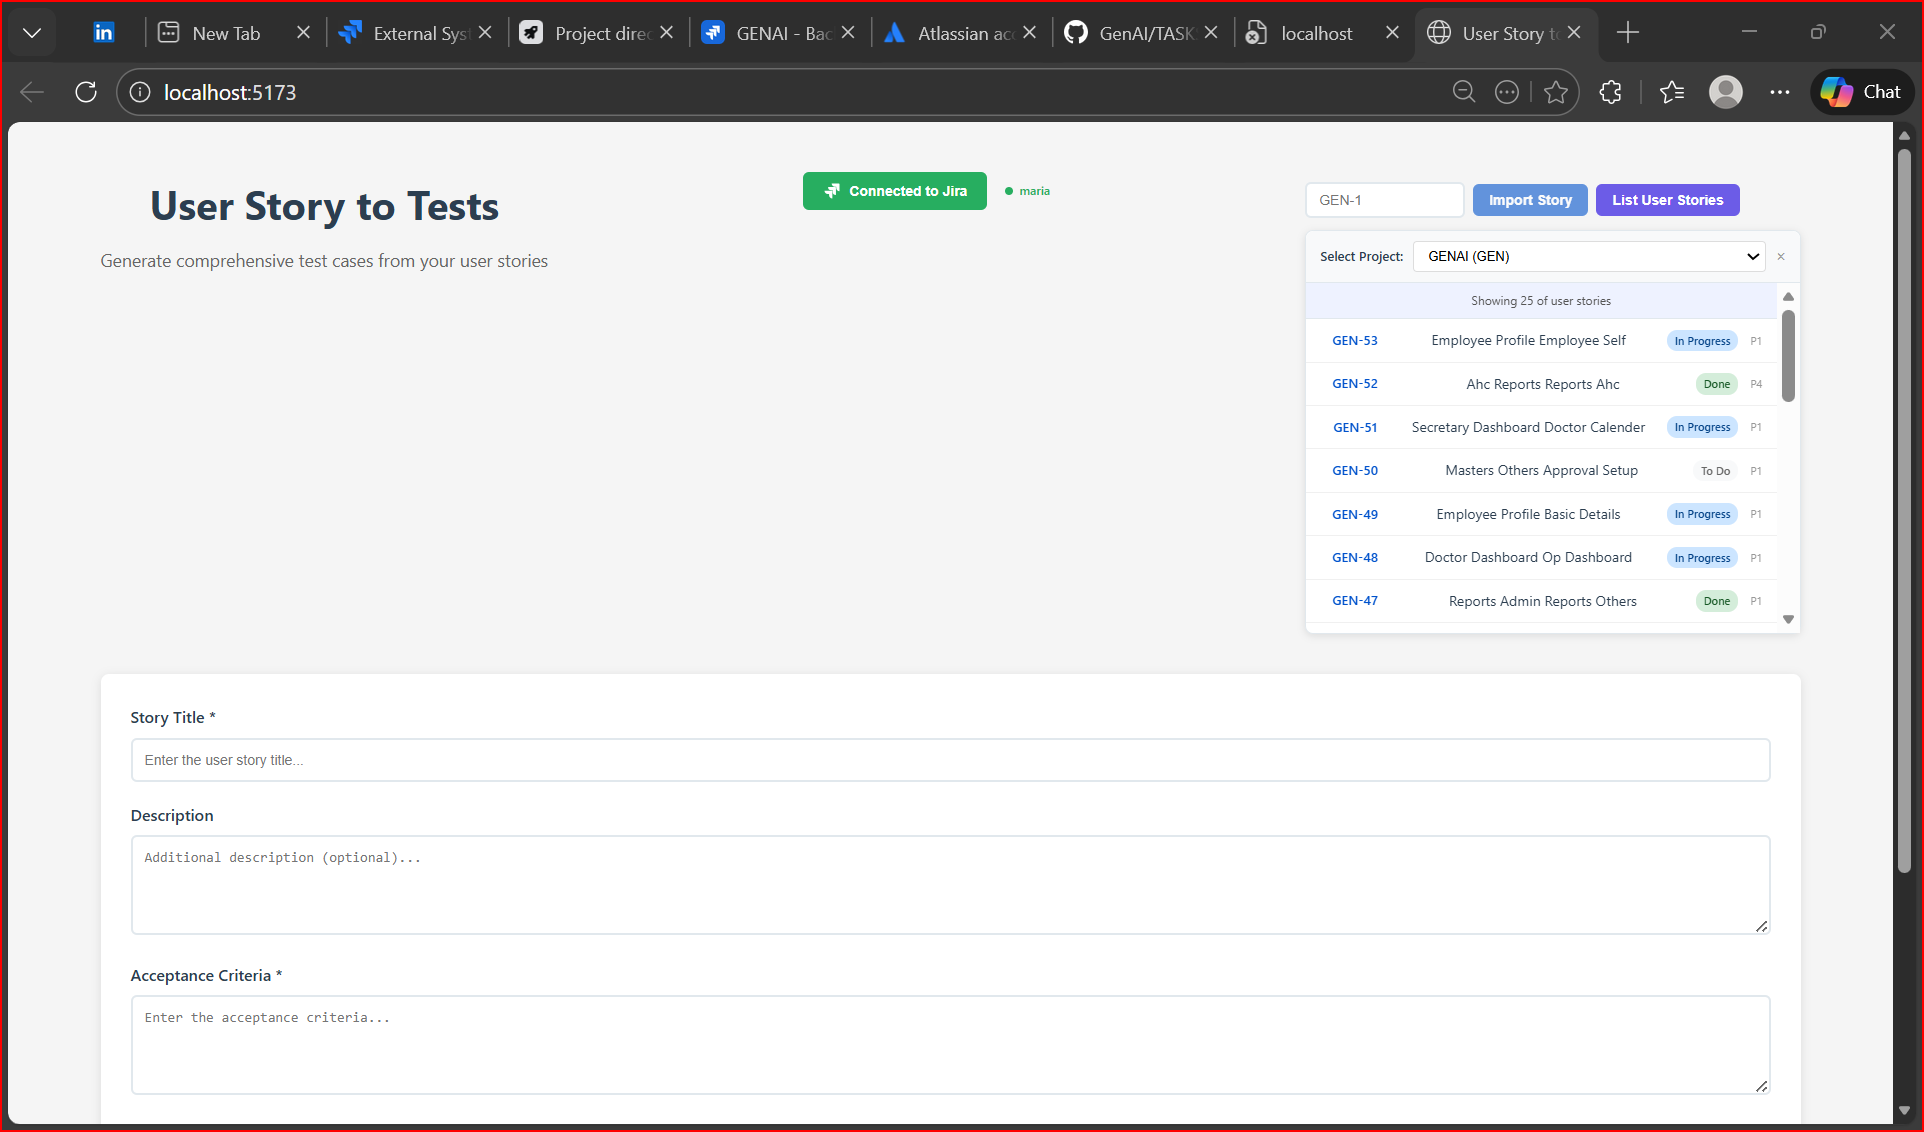 New Tab
External Sys
Project direc
GENAI - Bac
Atlassian acc
GenAI/TASK
localhost
User Story to
localhost:5173
Chat
User Story to Tests
Generate comprehensive test cases from your user stories
Connected to Jira
maria
GEN-1
Import Story
List User Stories
Select Project:
GENAI (GEN)
×
Showing 25 of user stories
GEN-53 Employee Profile Employee Self In Progress P1
GEN-52 Ahc Reports Reports Ahc Done P4
GEN-51 Secretary Dashboard Doctor Calender In Progress P1
GEN-50 Masters Others Approval Setup To Do P1
GEN-49 Employee Profile Basic Details In Progress P1
GEN-48 Doctor Dashboard Op Dashboard In Progress P1
GEN-47 Reports Admin Reports Others Done P1
Story Title *
Enter the user story title...
Description
Additional description (optional)...
Acceptance Criteria *
Enter the acceptance criteria...